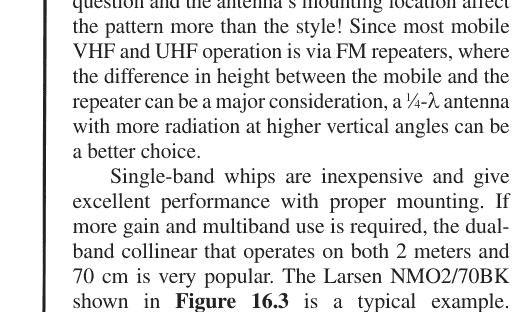 question and the antenna's mounting location affect
the pattern more than the style! Since most mobile
VHF and UHF operation is via FM repeaters, where
the difference in height between the mobile and the
repeater can be a major consideration, a ¼-λ antenna
with more radiation at higher vertical angles can be
a better choice.
Single-band whips are inexpensive and give
excellent performance with proper mounting. If
more gain and multiband use is required, the dual-
band collinear that operates on both 2 meters and
70 cm is very popular. The Larsen NMO2/70BK
shown in Figure 16.3 is a typical example.